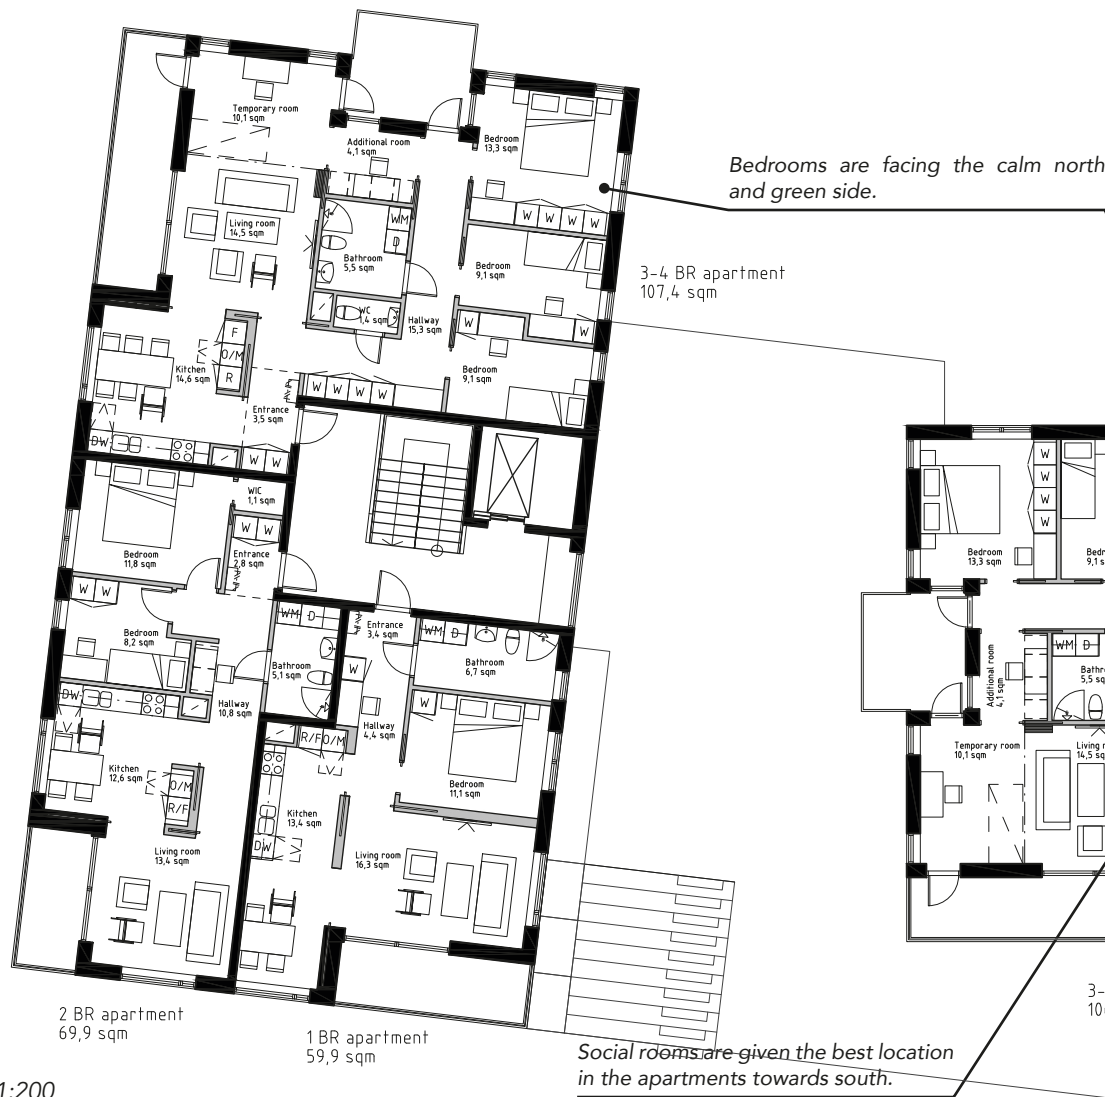 Temporary room
10,1 sqm
Additional room
4,1 sqm
Bedroom
13,3 sqm
Bedrooms are facing the calm north
and green side.
W W W W
WM
D
Living room
14,5 sqm
Bathroom
5,5 sqm
Bedroom
9,1 sqm
3-4 BR apartment
107,4 sqm
WC
1,4 sqm
Hallway
15,3 sqm
W
W
F
O/M
R
Kitchen
14,6 sqm
Bedroom
9,1 sqm
W W W W
Entrance
3,5 sqm
DW
W W
WIC
1,1 sqm
W W
Bedroom
11,8 sqm
Entrance
2,8 sqm
W W
Bedroom
8,2 sqm
WM D
Entrance
3,4 sqm
WM D
Bathroom
5,1 sqm
Bathroom
6,7 sqm
W
DW
Hallway
10,8 sqm
Hallway
4,4 sqm
W
R/F O/M
Kitchen
12,6 sqm
O/M
R/F
Bedroom
11,1 sqm
Kitchen
13,4 sqm
DW
Living room
13,4 sqm
Living room
16,3 sqm
2 BR apartment
69,9 sqm
1 BR apartment
59,9 sqm
W
W
W
W
Bedroom
13,3 sqm
9,1 s
Additional room
4,1 sqm
WM D
5,5 sq
Temporary room
10,1 sqm
Living
14,5 sqm
3-
10
Social rooms are given the best location
in the apartments towards south.
1:200